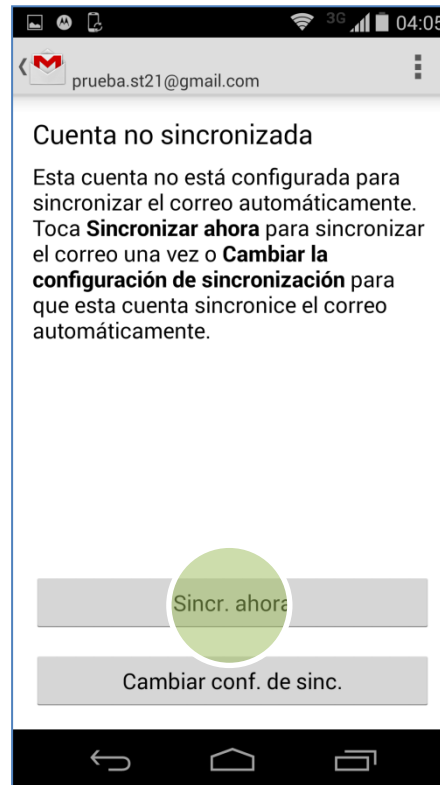 3G 04:05
prueba.st21@gmail.com
Cuenta no sincronizada
Esta cuenta no está configurada para
sincronizar el correo automáticamente.
Toca Sincronizar ahora para sincronizar
el correo una vez o Cambiar la
configuración de sincronización para
que esta cuenta sincronice el correo
automáticamente.
Sincr. ahora
Cambiar conf. de sinc.